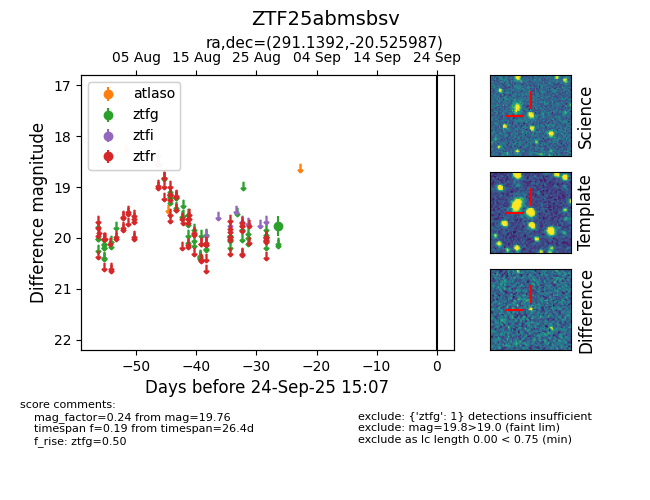 ZTF25abmsbsv
ra,dec=(291.1392,-20.525987)
05 Aug 15 Aug 25 Aug 04 Sep 14 Sep 24 Sep
17
18
19
20
21
22
Difference magnitude
atlaso
ztfg
ztfi
ztfr
−50 −40 −30 −20 −10 0
Days before 24-Sep-25 15:07
Science
Template
Difference
score comments:
mag_factor=0.24 from mag=19.76
timespan f=0.19 from timespan=26.4d
f_rise: ztfg=0.50
exclude: {'ztfg': 1} detections insufficient
exclude: mag=19.8>19.0 (faint lim)
exclude as lc length 0.00 < 0.75 (min)